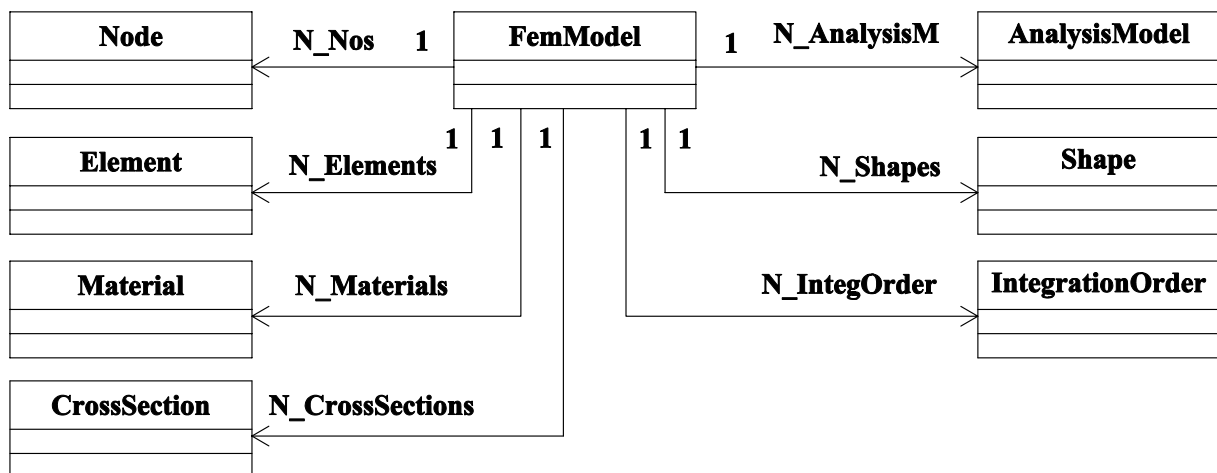 Node
N_Nos
1
FemModel
1
N_AnalysisM
AnalysisModel
Element
N_Elements
1
1
1
1
1
N_Shapes
Shape
Material
N_Materials
N_IntegOrder
IntegrationOrder
CrossSection
N_CrossSections